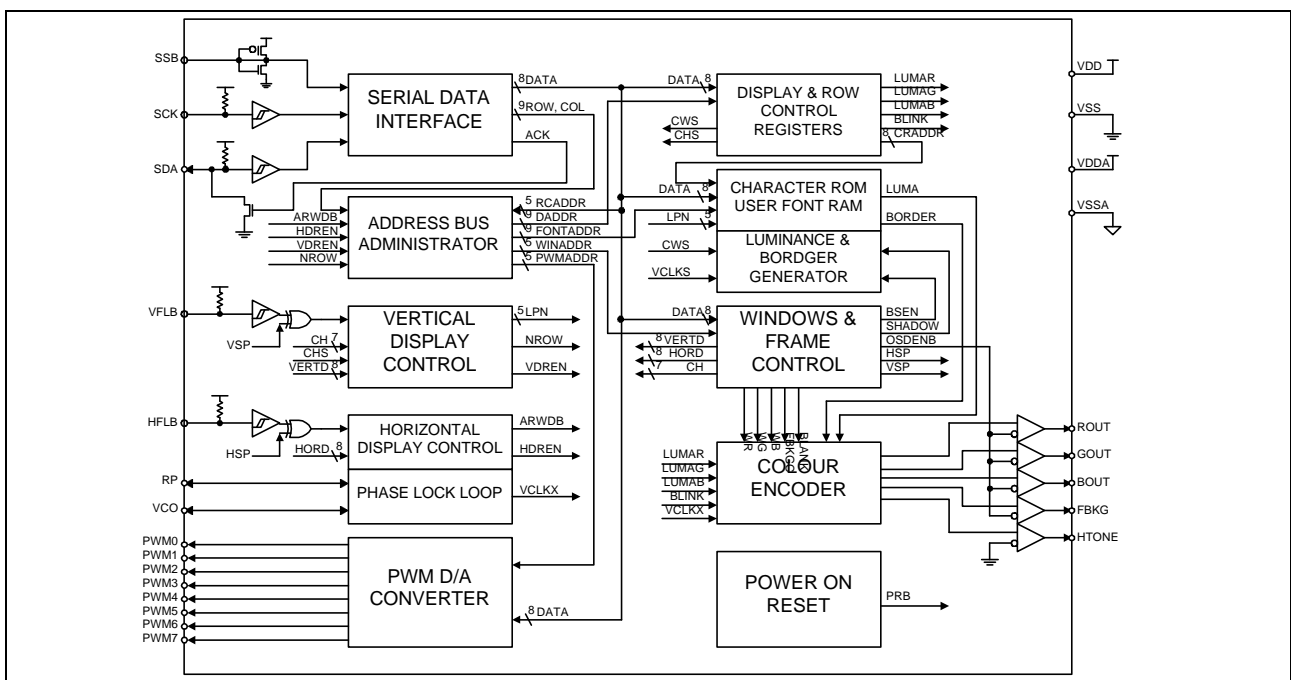 SSB
SCK
SDA
SERIAL DATA
INTERFACE
8 DATA
9 ROW, COL
ACK
ARWDB
HDREN
VDREN
NROW
ADDRESS BUS
ADMINISTRATOR
5 RCADDR
9 DADDR
9 FONTADDR
5 WINADDR
5 PWMADDR
VFLB
VSP
CH 7
CHS
VERTD 8
VERTICAL
DISPLAY
CONTROL
5 LPN
NROW
VDREN
HFLB
HSP
HORD 8
HORIZONTAL
DISPLAY CONTROL
ARWDB
HDREN
RP
VCO
PHASE LOCK LOOP
VCLKX
PWM0
PWM1
PWM2
PWM3
PWM4
PWM5
PWM6
PWM7
PWM D/A
CONVERTER
8 DATA
DATA 8
CWS
CHS
DISPLAY & ROW
CONTROL
REGISTERS
LUMAR
LUMAG
LUMAB
BLINK
8 CRADDR
DATA 8
LPN 5
CWS
VCLKS
CHARACTER ROM
USER FONT RAM
LUMINANCE &
BORDGER
GENERATOR
LUMA
BORDER
DATA 8
8 VERTD
8 HORD
7 CH
WINDOWS &
FRAME
CONTROL
BSEN
SHADOW
OSDENB
HSP
VSP
WR
WG
WB
FBKGC
BLANK
LUMAR
LUMAG
LUMAB
BLINK
VCLKX
COLOUR
ENCODER
POWER ON
RESET
PRB
VDD
VSS
VDDA
VSSA
ROUT
GOUT
BOUT
FBKG
HTONE